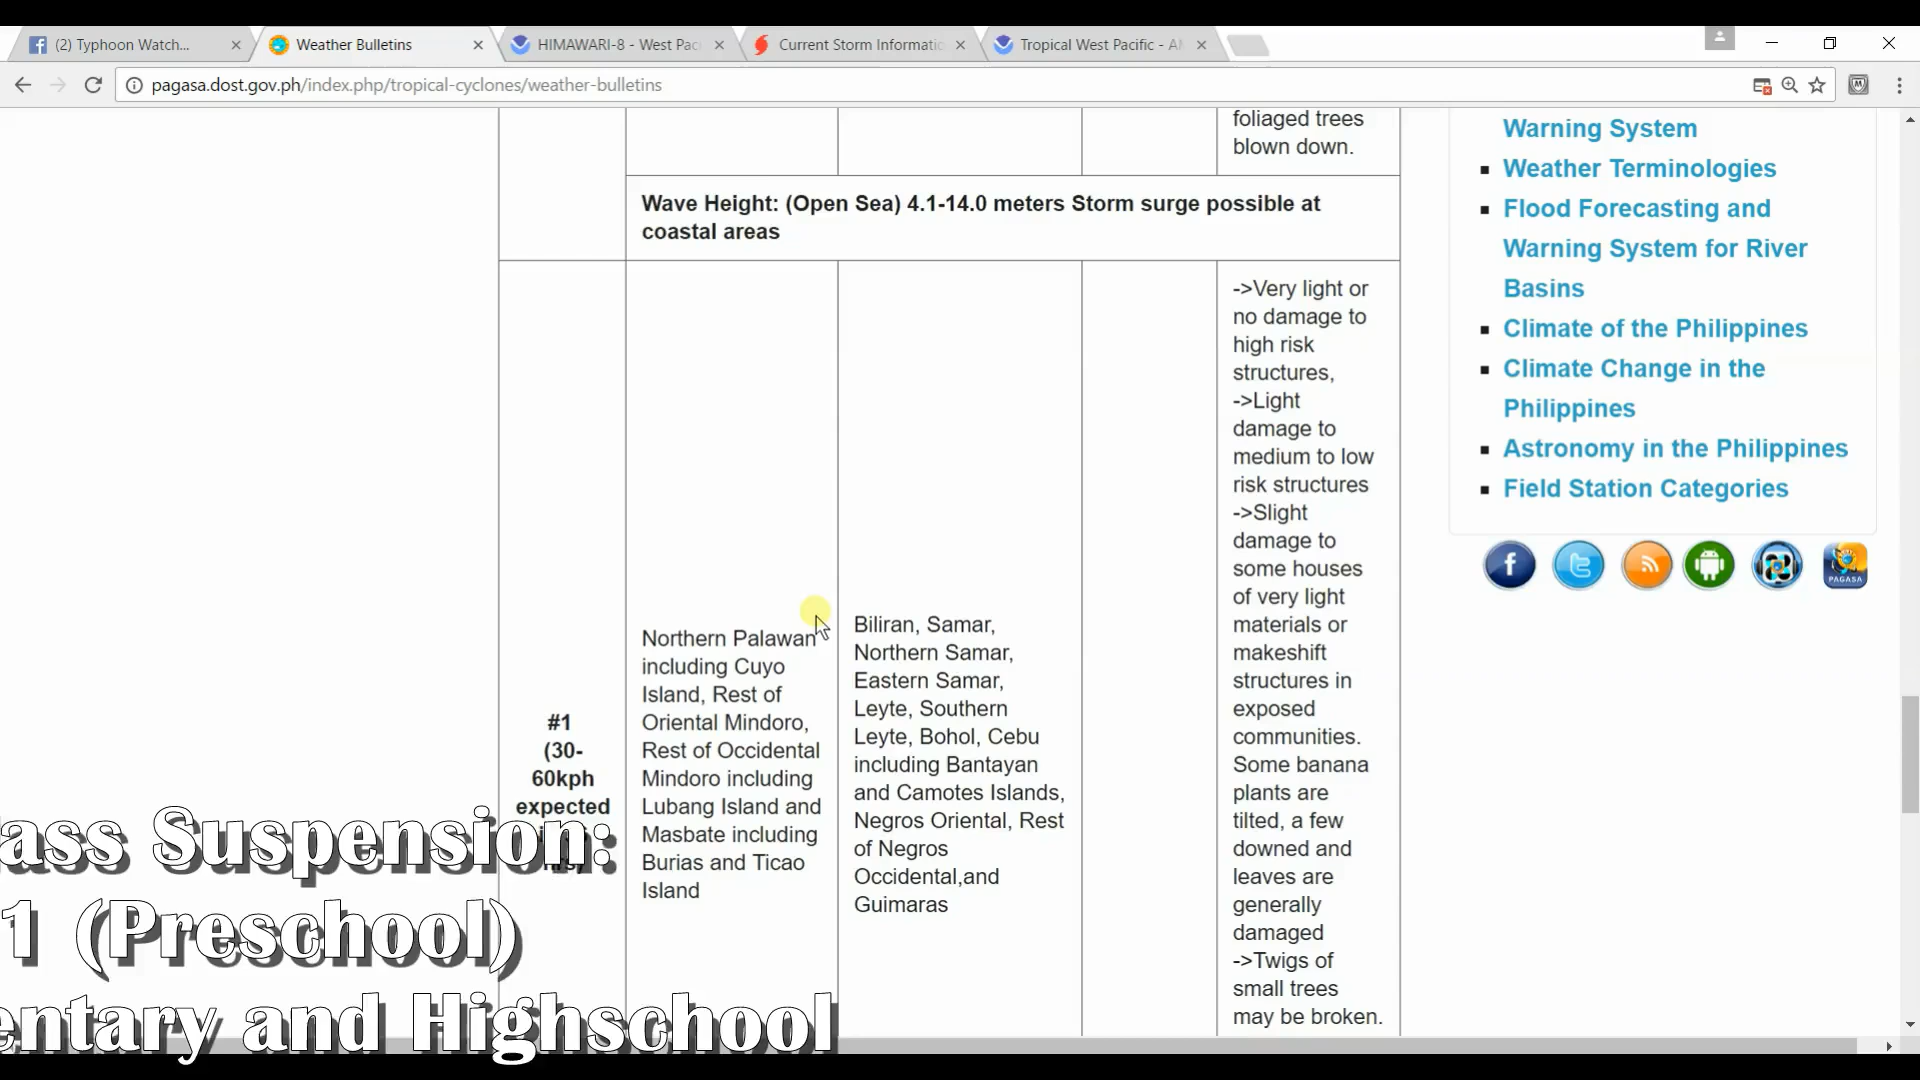 (2) Typhoon Watch...
Weather Bulletins
HIMAWARI-8 - West Pac
Current Storm Informatio
Tropical West Pacific - AM
pagasa.dost.gov.ph/index.php/tropical-cyclones/weather-bulletins
foliaged trees
blown down.
Wave Height: (Open Sea) 4.1-14.0 meters Storm surge possible at
coastal areas
#1
(30-
60kph
expected
hrs)
Northern Palawan
including Cuyo
Island, Rest of
Oriental Mindoro,
Rest of Occidental
Mindoro including
Lubang Island and
Masbate including
Burias and Ticao
Island
Biliran, Samar,
Northern Samar,
Eastern Samar,
Leyte, Southern
Leyte, Bohol, Cebu
including Bantayan
and Camotes Islands,
Negros Oriental, Rest
of Negros
Occidental,and
Guimaras
->Very light or
no damage to
high risk
structures,
->Light
damage to
medium to low
risk structures
->Slight
damage to
some houses
of very light
materials or
makeshift
structures in
exposed
communities.
Some banana
plants are
tilted, a few
downed and
leaves are
generally
damaged
->Twigs of
small trees
may be broken.
Warning System
Weather Terminologies
Flood Forecasting and
Warning System for River
Basins
Climate of the Philippines
Climate Change in the
Philippines
Astronomy in the Philippines
Field Station Categories
PAGASA
ass Suspension:
1 (Preschool)
entary and Highschool